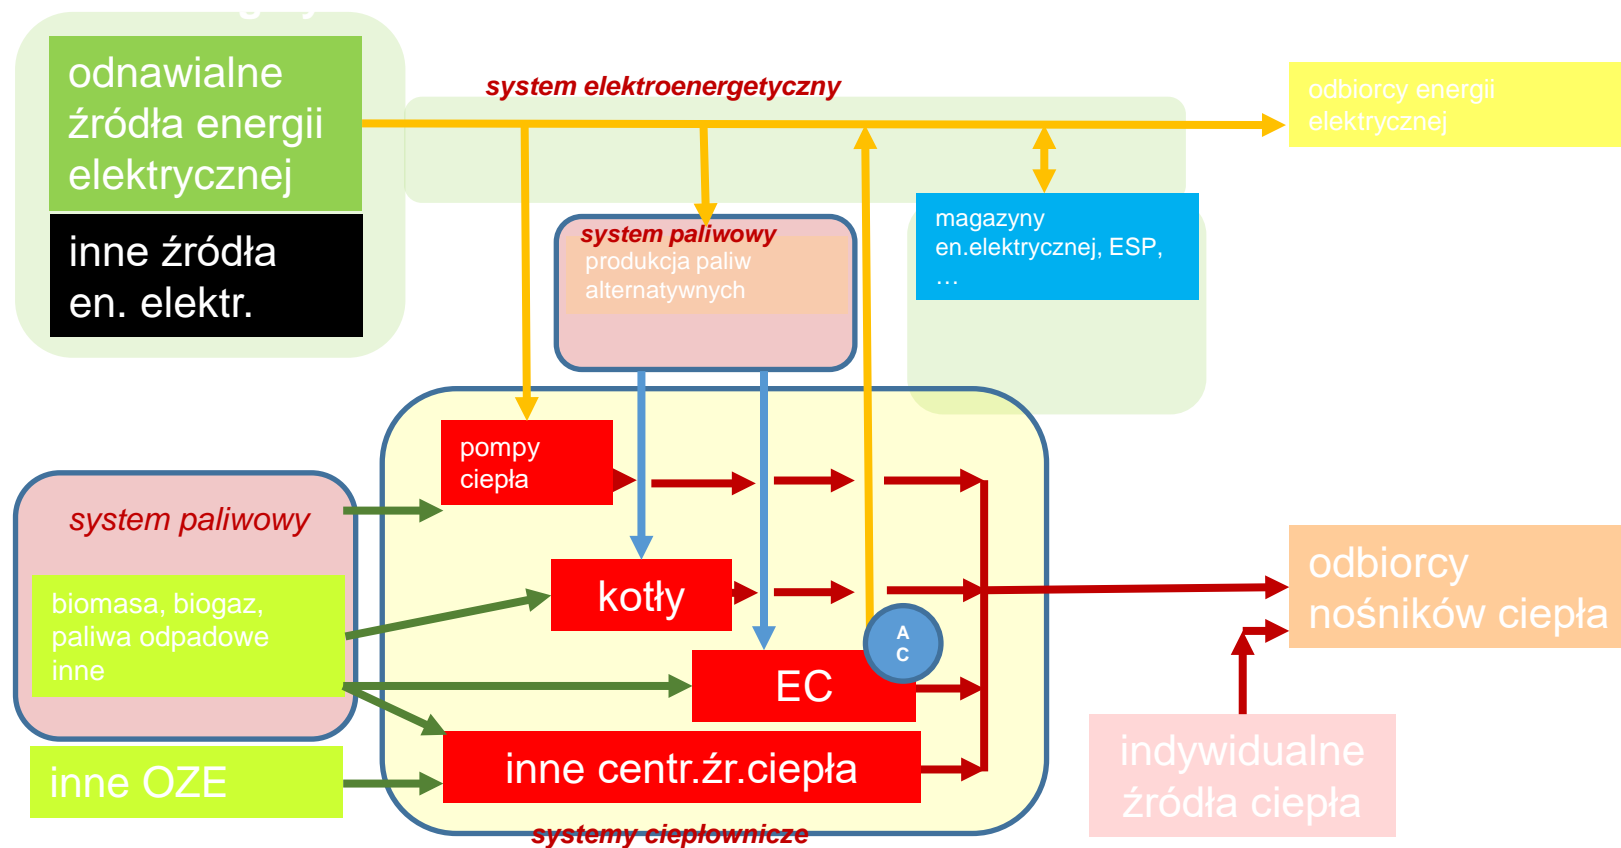 odnawialne
źródła energii
elektrycznej
inne źródła
en. elektr.
system elektroenergetyczny
odbiorcy energii
elektrycznej
system paliwowy
produkcja paliw
alternatywnych
magazyny
en.elektrycznej, ESP,
…
pompy
ciepła
system paliwowy
biomasa, biogaz,
paliwa odpadowe
inne
kotły
A
C
EC
odbiorcy
nośników ciepła
inne OZE
inne centr.źr.ciepła
indywidualne
źródła ciepła
systemy ciepłownicze